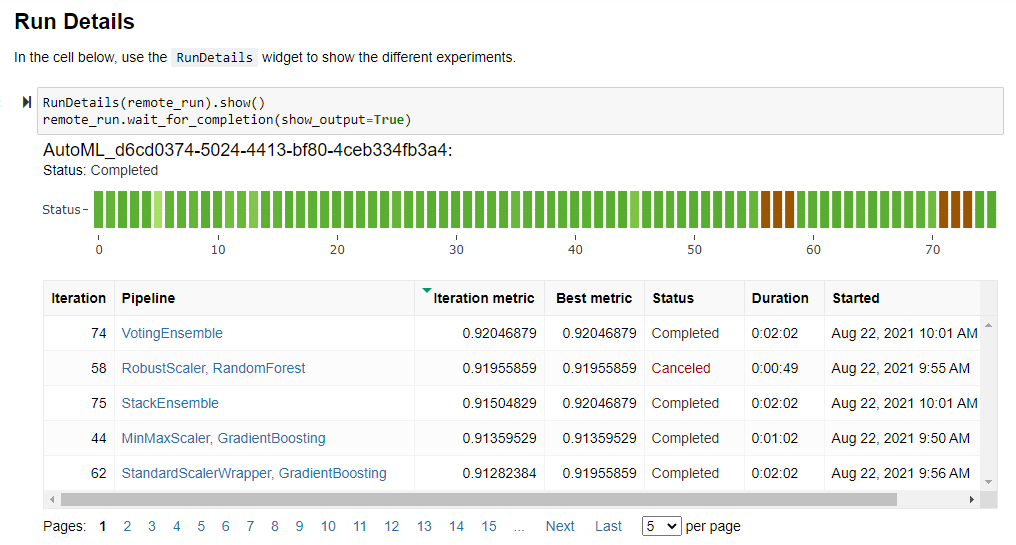 Run Details
In the cell below, use the RunDetails widget to show the different experiments.
RunDetails(remote_run).show()
remote_run.wait_for_completion(show_output=True)
AutoML_d6cd0374-5024-4413-bf80-4ceb334fb3a4:
Status: Completed
Status
0 10 20 30 40 50 60 70
Iteration Pipeline Iteration metric Best metric Status Duration Started
74 VotingEnsemble 0.92046879 0.92046879 Completed 0:02:02 Aug 22, 2021 10:01 AM
58 RobustScaler, RandomForest 0.91955859 0.91955859 Canceled 0:00:49 Aug 22, 2021 9:55 AM
75 StackEnsemble 0.91504829 0.92046879 Completed 0:02:02 Aug 22, 2021 10:01 AM
44 MinMaxScaler, GradientBoosting 0.91359529 0.91359529 Completed 0:01:02 Aug 22, 2021 9:50 AM
62 StandardScalerWrapper, GradientBoosting 0.91282384 0.91955859 Completed 0:02:02 Aug 22, 2021 9:56 AM
Pages: 1 2 3 4 5 6 7 8 9 10 11 12 13 14 15 ... Next Last 5 per page